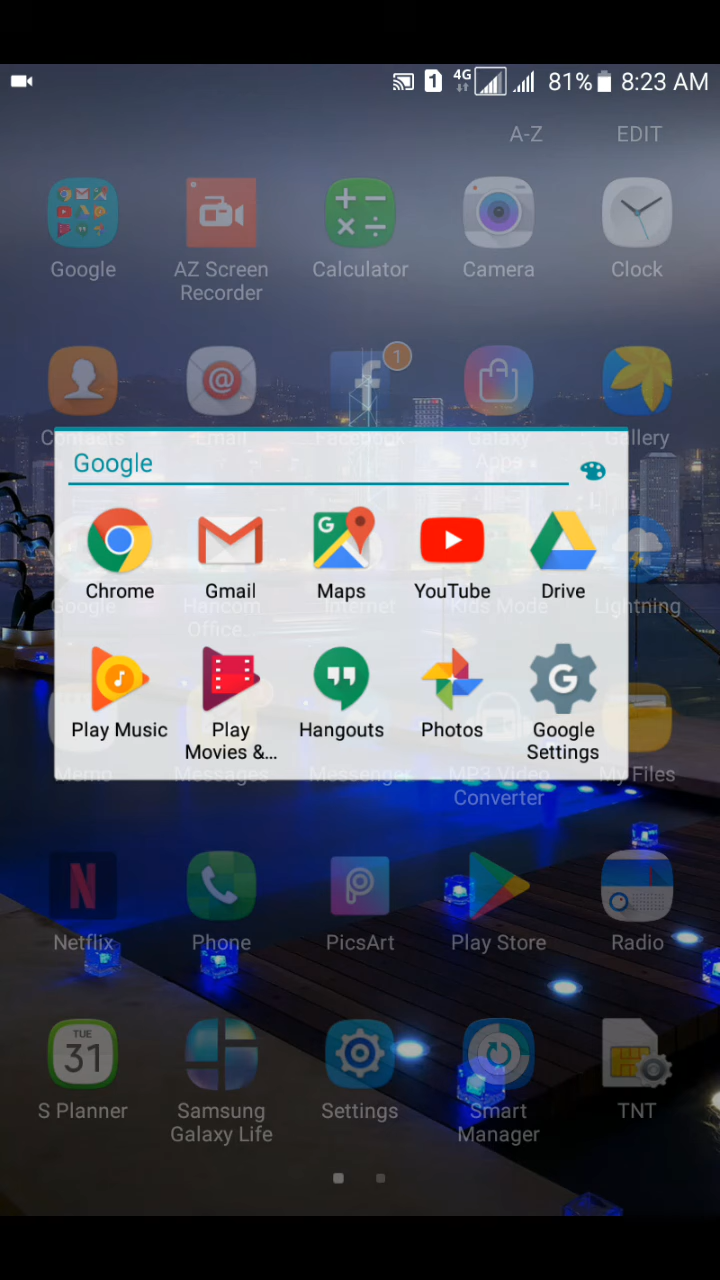 1 4G 81% 8:23 AM
A-Z EDIT
Google AZ Screen Calculator Camera Clock
Recorder
1
Contacts Email Facebook Galaxy Gallery
Apps
Google
Chrome Gmail Maps YouTube Drive
Google Hancom Internet Kids Mode Lightning
Office...
Play Music Play Hangouts Photos Google
Movies &... Settings
Memo Messages Messenger MP3 Video My Files
Converter
Netflix Phone PicsArt Play Store Radio
TUE
31
S Planner Samsung Settings Smart TNT
Galaxy Life Manager